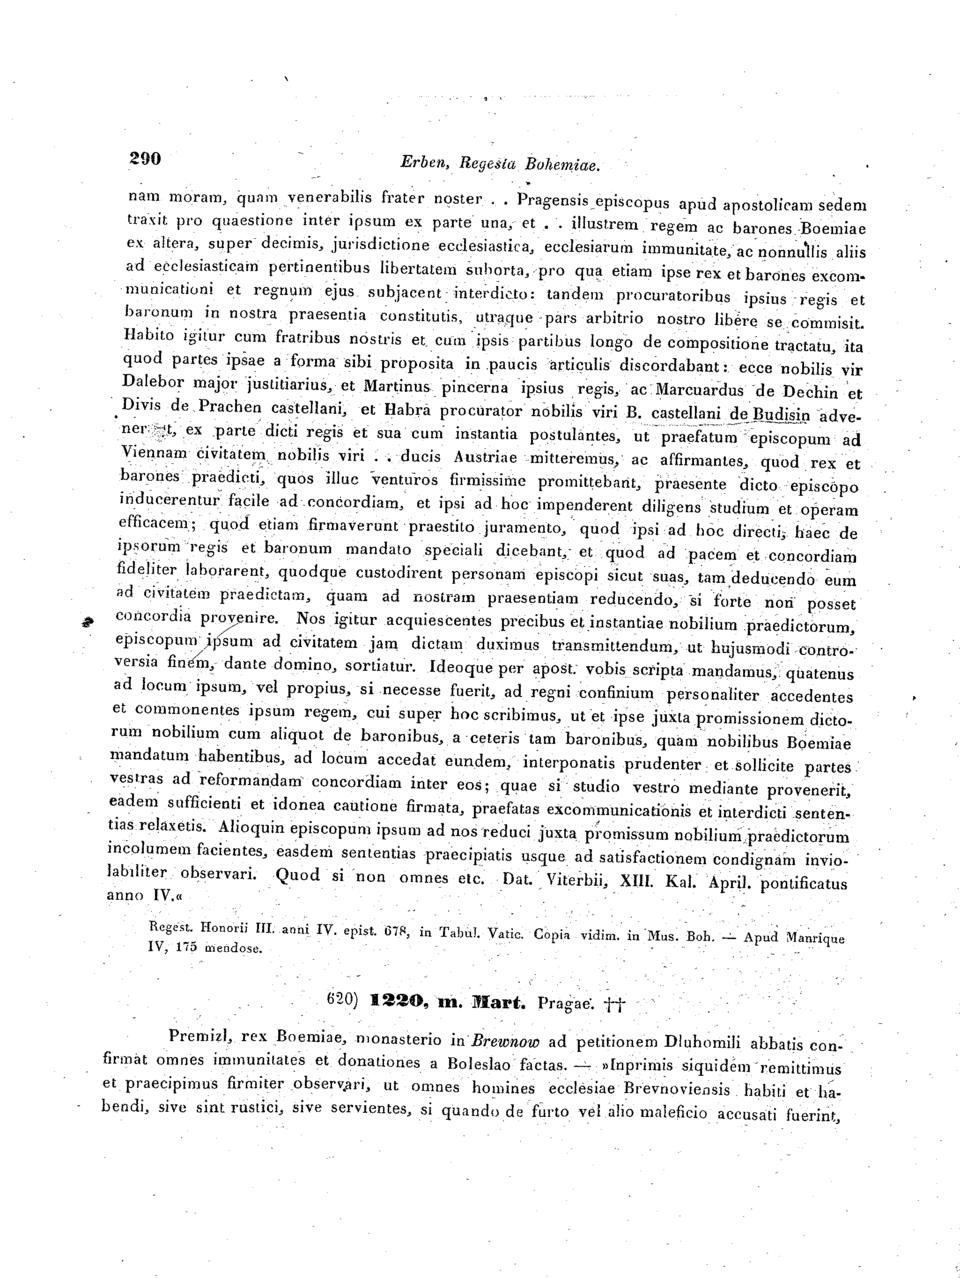 290
Erben, Regesta Bohemiae.
nam moram, quam venerabilis frater noster . . Pragensis episcopus apud apostolicam sedem
traxit pro quaestione inter ipsum ex parte una, et . . illustrem regem ac barones Boemiae
ex altera, super decimis, jurisdictione ecclesiastica, ecclesiarum immunitate, ac nonnullis aliis
ad ecclesiasticam pertinentibus libertatem suborta, pro qua etiam ipse rex et barones excom-
municationi et regnum ejus subjacent interdicto: tandem procuratoribus ipsius regis et
baronum in nostra praesentia constitutis, utraque pars arbitrio nostro libere se commisit.
Habito igitur cum fratribus nostris et cum ipsis partibus longo de compositione tractatu, ita
quod partes ipsae a forma sibi proposita in paucis articulis discordabant: ecce nobilis vir
Dalebor major justitiarius, et Martinus pincerna ipsius regis, ac Marcuardus de Dechin et
Divis de Prachen castellani, et Habra procurator nobilis viri B. castellani de Budisin adve-
ex parte dicti regis et sua cum instantia postulantes, ut praefatum episcopum ad
Viennam civitatem nobilis viri . . ducis Austriae mitteremus, ac affirmantes, quod rex et
barones praedicti, quos illuc venturos firmissime promittebant, praesente dicto episcopo
inducerentur facile ad concordiam, et ipsi ad hoc impenderent diligens studium et operam
efficacem; quod etiam firmaverunt praestito juramento, quod ipsi ad hoc directi, haec de
ipsorum regis et baronum mandato speciali dicebant, et quod ad pacem et concordiam
fideliter laborarent, quodque custodirent personam episcopi sicut suas, tam deducendo eum
ad civitatem praedictam, quam ad nostram praesentiam reducendo, si forte non posset
concordia provenire. Nos igitur acquiescentes precibus et instantiae nobilium praedictorum,
episcopum ipsum ad civitatem jam dictam duximus transmittendum, ut hujusmodi contro-
versia finem, dante domino, sortiatur. Ideoque per apost. vobis scripta mandamus, quatenus
ad locum ipsum, vel propius, si necesse fuerit, ad regni confinium personaliter accedentes
et commonentes ipsum regem, cui super hoc scribimus, ut et ipse juxta promissionem dicto-
rum nobilium cum aliquot de baronibus, a ceteris tam baronibus, quam nobilibus Boemiae
mandatum habentibus, ad locum accedat eundem, interponatis prudenter et sollicite partes
vestras ad reformandam concordiam inter eos; quae si studio vestro mediante provenerit,
eadem sufficienti et idonea cautione firmata, praefatas excommunicationis et interdicti senten-
tias relaxetis. Alioquin episcopum ipsum ad nos reduci juxta promissum nobilium praedictorum
incolumem facientes, easdem sententias praecipiatis usque ad satisfactionem condignam invio-
labiliter observari. Quod si non omnes etc. Dat. Viterbii, XIII. Kal. April. pontificatus
anno IV.«
Regest. Honorii III. anni IV. epist. 678, in Tabul. Vatic. Copia vidim. in Mus. Boh. — Apud Manrique
IV, 175 mendose.
620) 1220, m. Mart. Pragae. ††
Premizl, rex Boemiae, monasterio in Brewnow ad petitionem Dluhomili abbatis con-
firmat omnes immunitates et donationes a Boleslao factas. — »Inprimis siquidem remittimus
et praecipimus firmiter observari, ut omnes homines ecclesiae Brevnoviensis habiti et ha-
bendi, sive sint rustici, sive servientes, si quando de furto vel alio maleficio accusati fuerint,